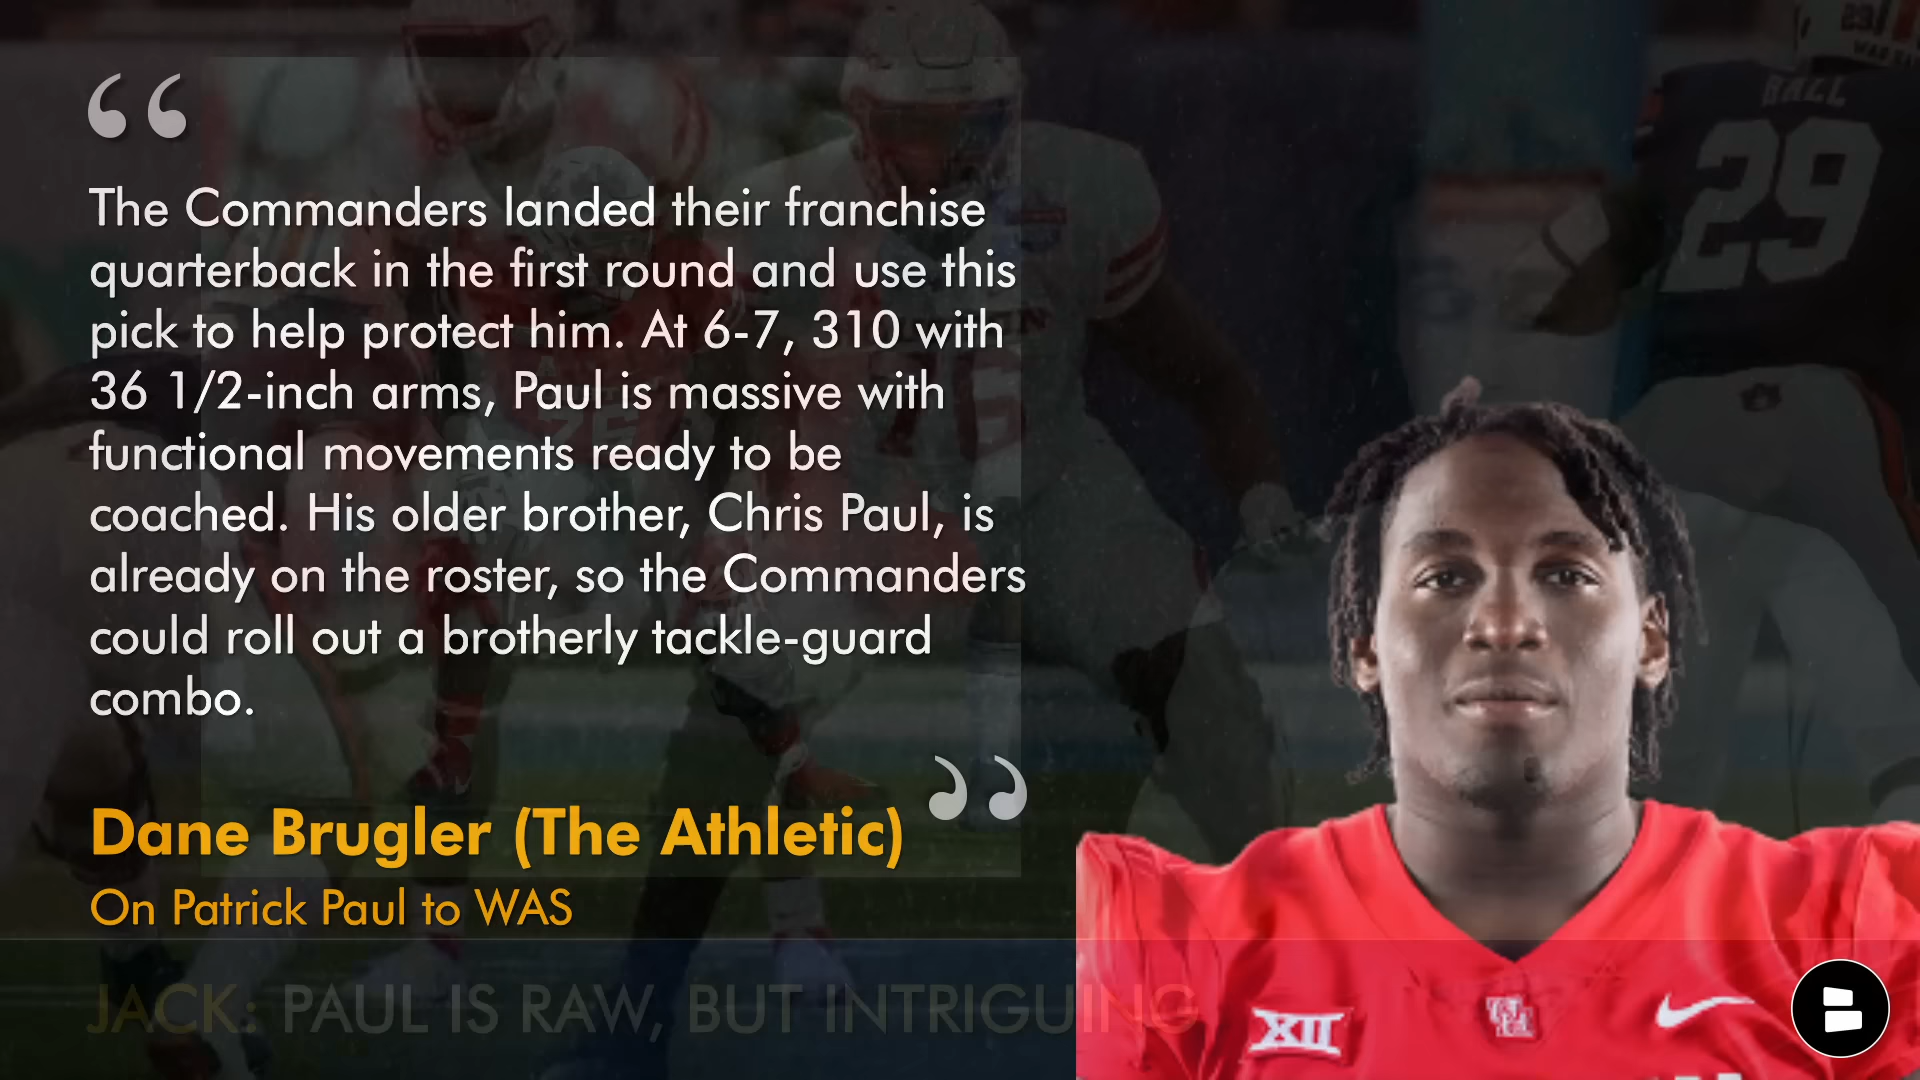 “
The Commanders landed their franchise
quarterback in the first round and use this
pick to help protect him. At 6-7, 310 with
36 1/2-inch arms, Paul is massive with
functional movements ready to be
coached. His older brother, Chris Paul, is
already on the roster, so the Commanders
could roll out a brotherly tackle-guard
combo.
”
Dane Brugler (The Athletic)
On Patrick Paul to WAS
JACK: PAUL IS RAW, BUT INTRIGUING
XII
UH
29